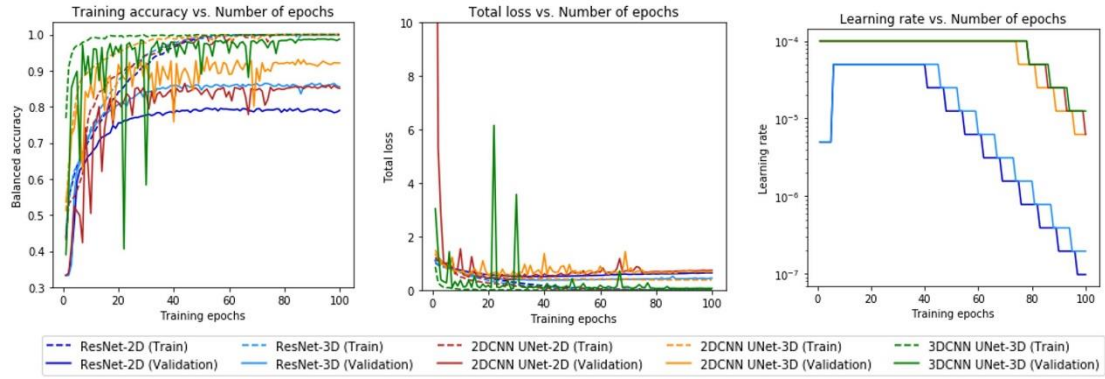 Training accuracy vs. Number of epochs
1.0
0.9
0.8
0.7
0.6
0.5
0.4
0.3
Balanced accuracy
0 20 40 60 80 100
Training epochs
Total loss vs. Number of epochs
10
8
6
4
2
0
Total loss
0 20 40 60 80 100
Training epochs
Learning rate vs. Number of epochs
10⁻⁴
10⁻⁵
10⁻⁶
10⁻⁷
Learning rate
0 20 40 60 80 100
Training epochs
ResNet-2D (Train) ResNet-3D (Train) 2DCNN UNet-2D (Train) 2DCNN UNet-3D (Train) 3DCNN UNet-3D (Train)
ResNet-2D (Validation) ResNet-3D (Validation) 2DCNN UNet-2D (Validation) 2DCNN UNet-3D (Validation) 3DCNN UNet-3D (Validation)